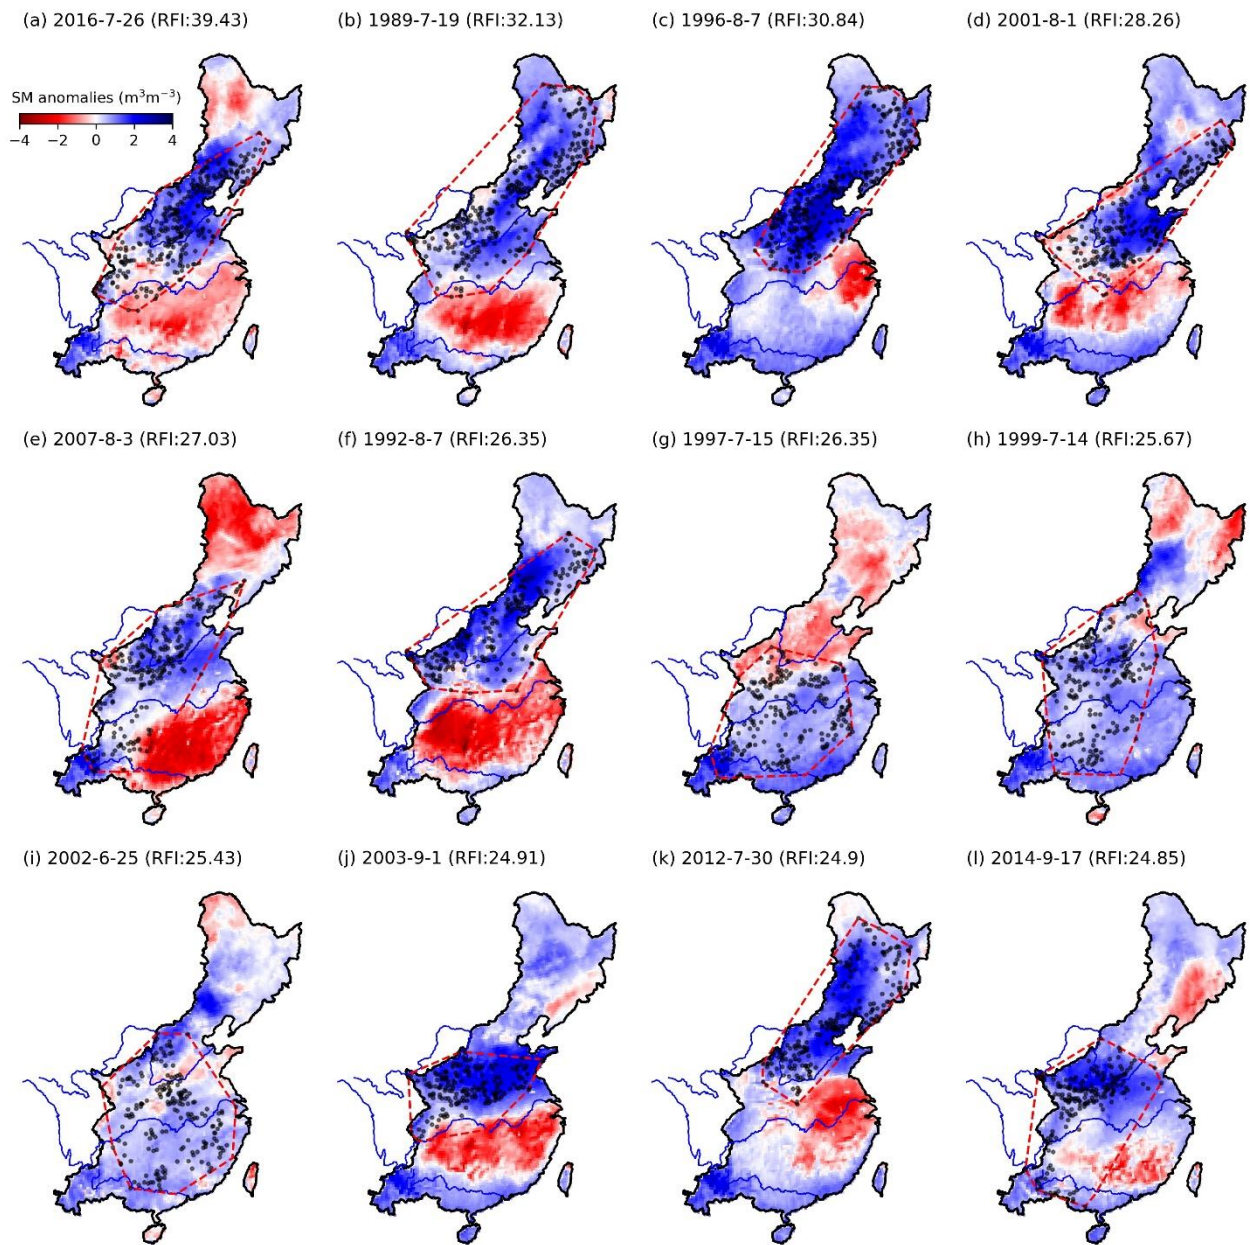 (a) 2016-7-26 (RFI:39.43)
(b) 1989-7-19 (RFI:32.13)
(c) 1996-8-7 (RFI:30.84)
(d) 2001-8-1 (RFI:28.26)
SM anomalies (m³m⁻³)
−4 −2 0 2 4
(e) 2007-8-3 (RFI:27.03)
(f) 1992-8-7 (RFI:26.35)
(g) 1997-7-15 (RFI:26.35)
(h) 1999-7-14 (RFI:25.67)
(i) 2002-6-25 (RFI:25.43)
(j) 2003-9-1 (RFI:24.91)
(k) 2012-7-30 (RFI:24.9)
(l) 2014-9-17 (RFI:24.85)